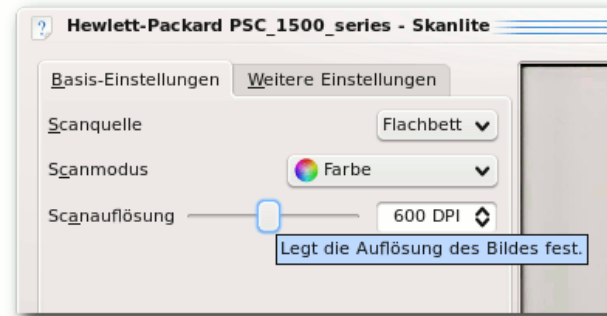 Hewlett-Packard PSC_1500_series - Skanlite
Basis-Einstellungen Weitere Einstellungen
Scanquelle Flachbett
Scanmodus Farbe
Scanauflösung 600 DPI
Legt die Auflösung des Bildes fest.